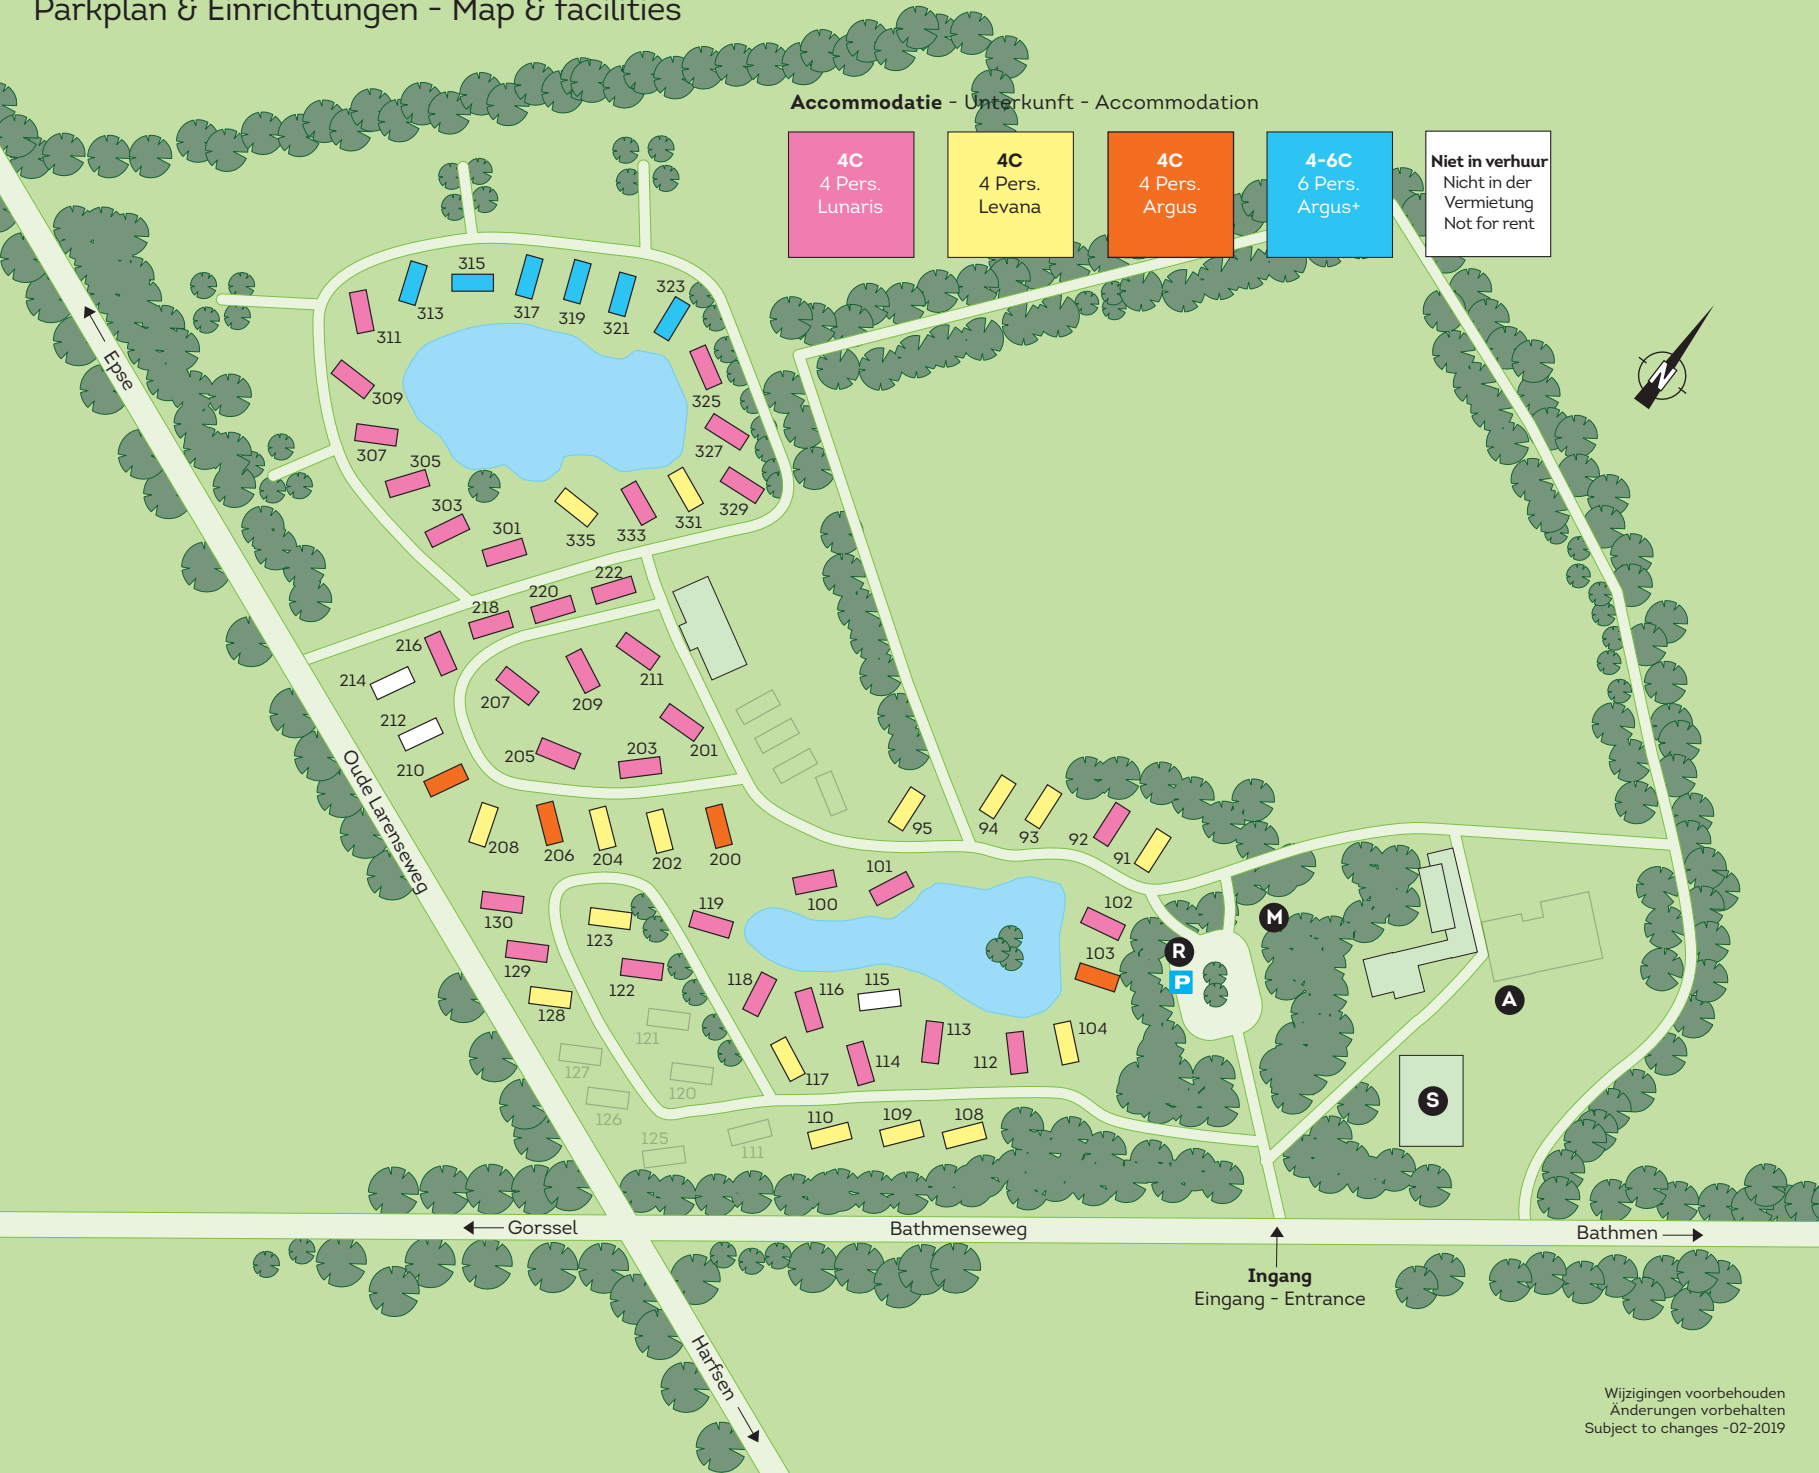 Parkplan & Einrichtungen - Map & facilities
Accommodatie - Unterkunft - Accommodation
4C
4 Pers.
Lunaris
4C
4 Pers.
Levana
4C
4 Pers.
Argus
4-6C
6 Pers.
Argus+
Niet in verhuur
Nicht in der
Vermietung
Not for rent
315
313
317
319
321
323
311
309
325
307
327
305
329
303
301
335
333
331
222
220
218
216
214
212
210
211
207
209
205
203
201
208
206
204
202
200
95
94
93
92
91
101
100
119
102
103
130
123
129
122
128
118
116
115
113
104
112
114
117
121
127
120
126
125
111
110
109
108
N
M
R
P
A
S
Epse
Oude Larenseweg
Gorssel
Bathmenseweg
Bathmen
Ingang
Eingang - Entrance
Harfsen
Wijzigingen voorbehouden
Änderungen vorbehalten
Subject to changes -02-2019